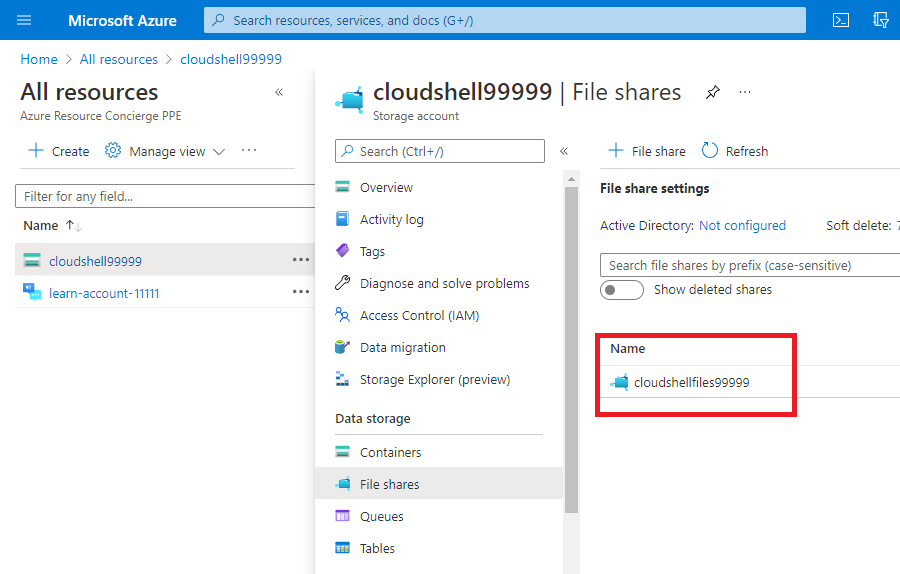 Microsoft Azure
Search resources, services, and docs (G+/)
Home > All resources > cloudshell99999
All resources
Azure Resource Concierge PPE
Create Manage view ...
Filter for any field...
Name
cloudshell99999 ...
learn-account-11111 ...
cloudshell99999 | File shares ...
Storage account
Search (Ctrl+/)
Overview
Activity log
Tags
Diagnose and solve problems
Access Control (IAM)
Data migration
Storage Explorer (preview)
Data storage
Containers
File shares
Queues
Tables
File share Refresh
File share settings
Active Directory: Not configured Soft delete:
Search file shares by prefix (case-sensitive)
Show deleted shares
Name
cloudshellfiles99999